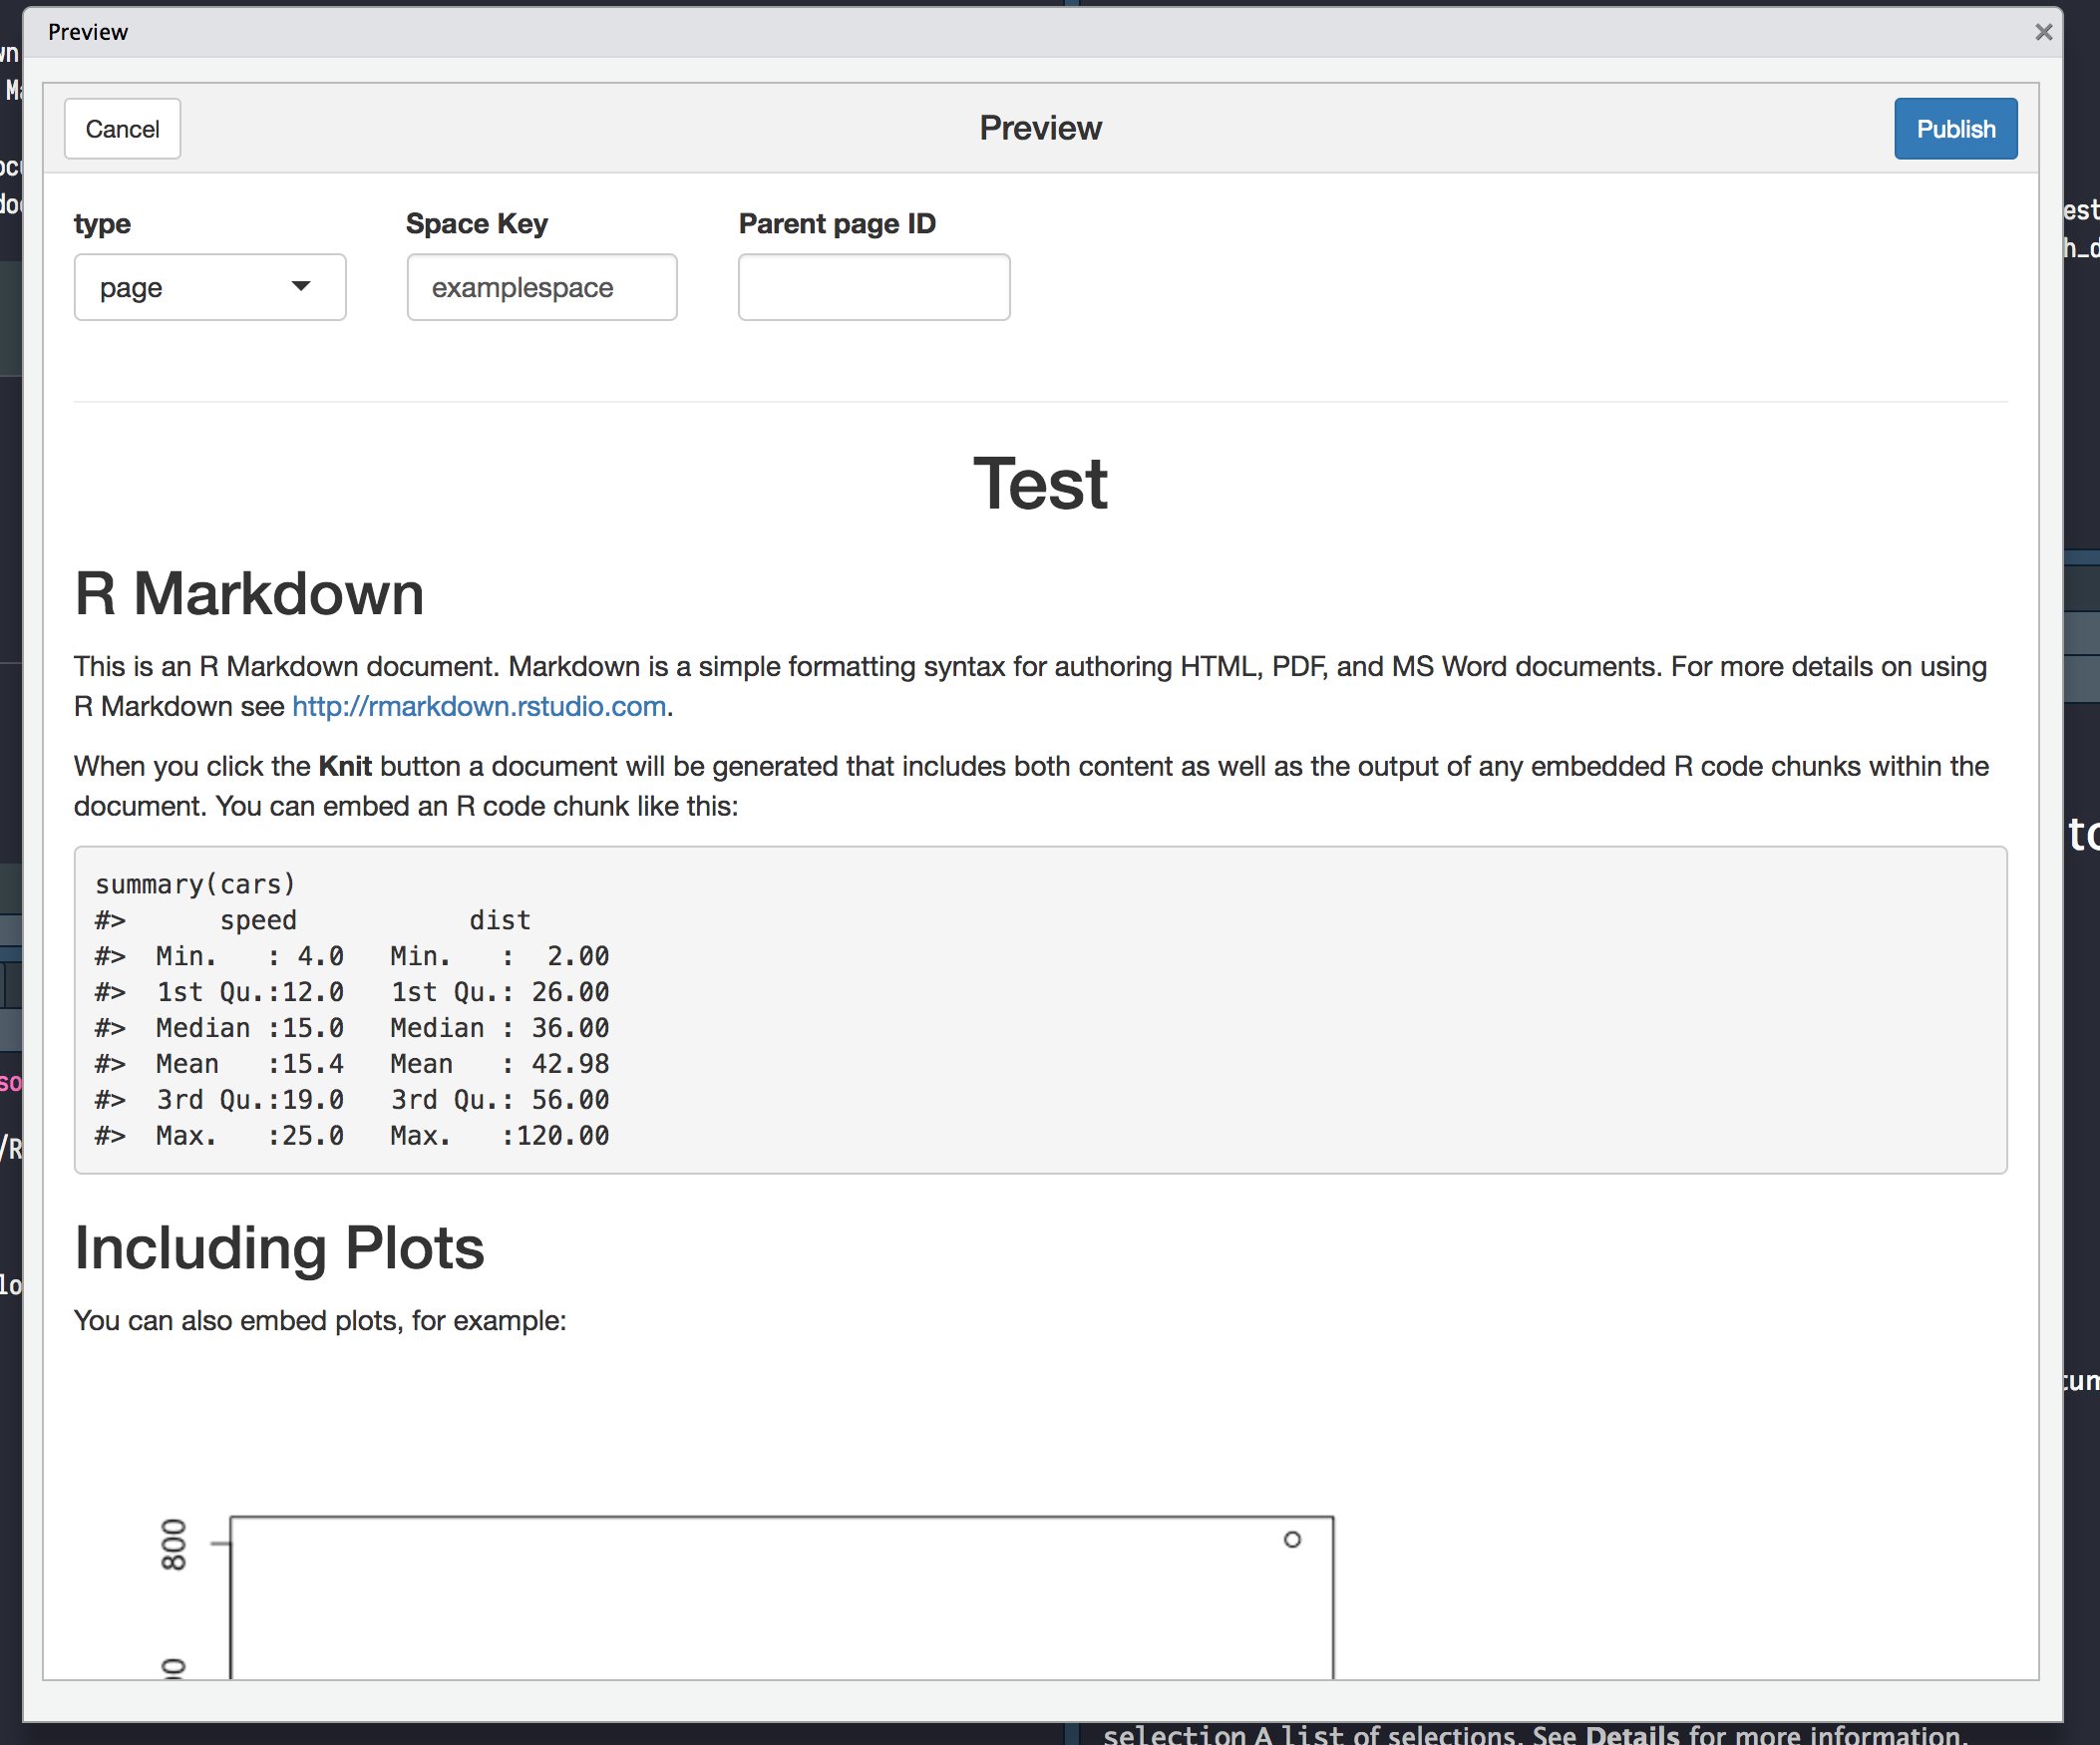 Preview
Cancel
Preview
Publish
type
Space Key
Parent page ID
page
examplespace
Test
R Markdown
This is an R Markdown document. Markdown is a simple formatting syntax for authoring HTML, PDF, and MS Word documents. For more details on using
R Markdown see http://rmarkdown.rstudio.com.
When you click the Knit button a document will be generated that includes both content as well as the output of any embedded R code chunks within the
document. You can embed an R code chunk like this:
summary(cars)
#>      speed           dist
#>  Min.   : 4.0   Min.   :  2.00
#>  1st Qu.:12.0   1st Qu.: 26.00
#>  Median :15.0   Median : 36.00
#>  Mean   :15.4   Mean   : 42.98
#>  3rd Qu.:19.0   3rd Qu.: 56.00
#>  Max.   :25.0   Max.   :120.00
Including Plots
You can also embed plots, for example:
800
selection A list of selections. See Details for more information.